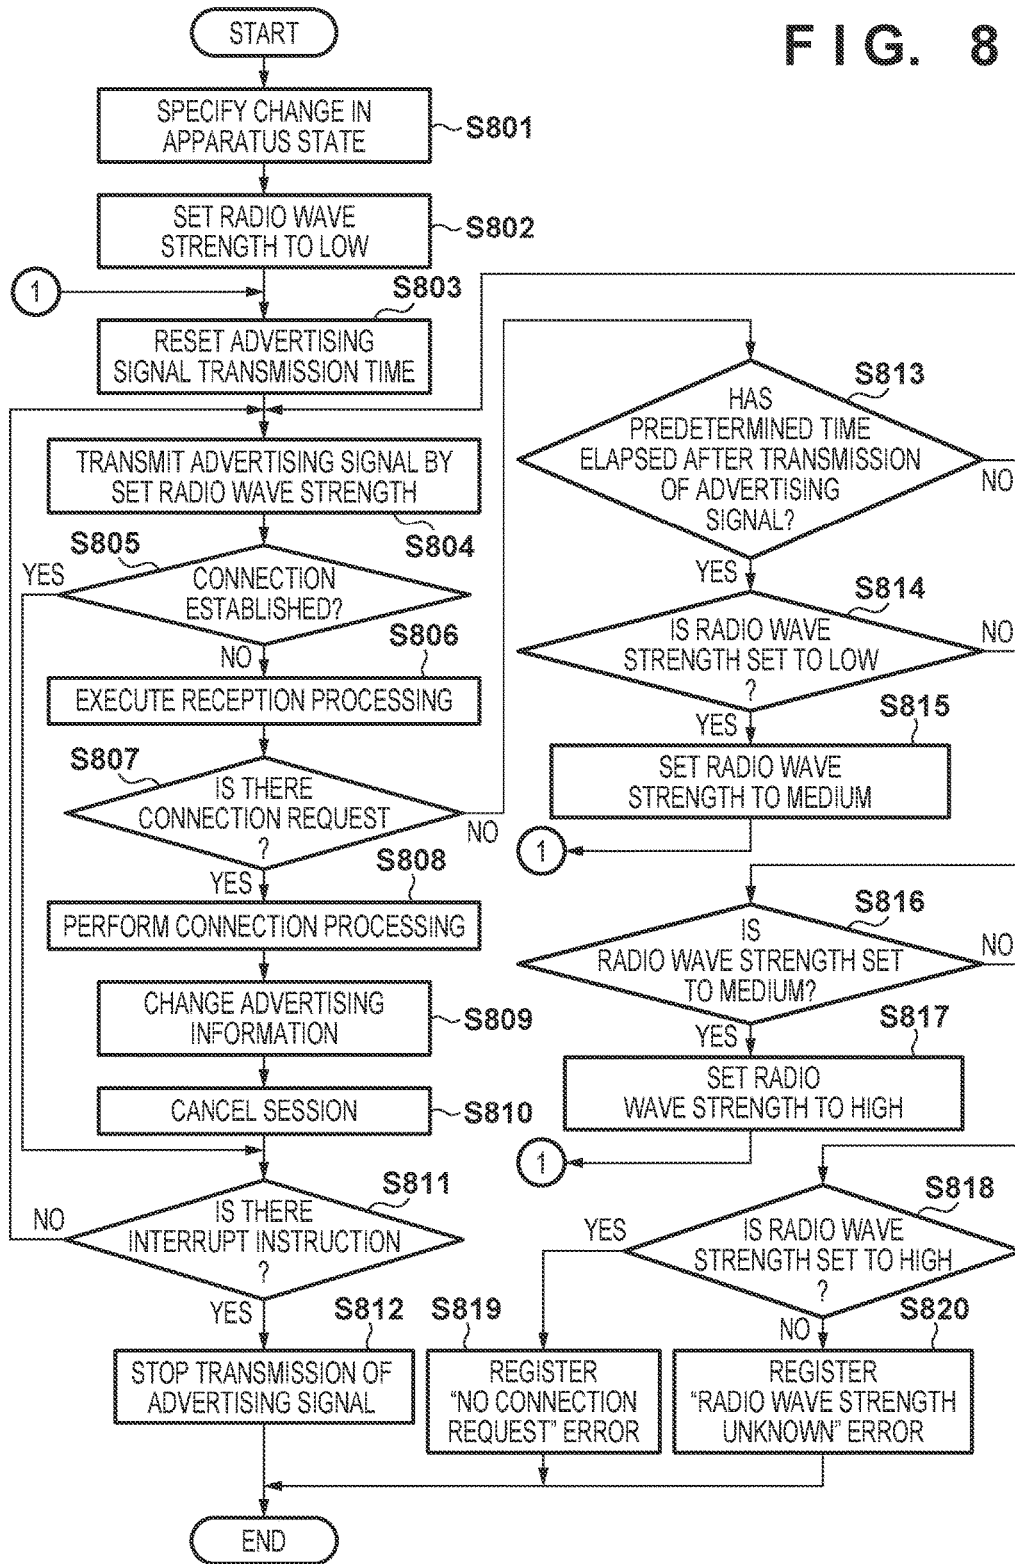 FIG. 8
START
SPECIFY CHANGE IN
APPARATUS STATE
S801
SET RADIO WAVE
STRENGTH TO LOW
S802
1
S803
RESET ADVERTISING
SIGNAL TRANSMISSION TIME
TRANSMIT ADVERTISING SIGNAL BY
SET RADIO WAVE STRENGTH
S804
S805
YES
CONNECTION
ESTABLISHED?
NO
S806
EXECUTE RECEPTION PROCESSING
S807
IS THERE
CONNECTION REQUEST
?
NO
YES
S808
PERFORM CONNECTION PROCESSING
CHANGE ADVERTISING
INFORMATION
S809
CANCEL SESSION
S810
S811
NO
IS THERE
INTERRUPT INSTRUCTION
?
YES
S812
STOP TRANSMISSION OF
ADVERTISING SIGNAL
END
S813
HAS
PREDETERMINED TIME
ELAPSED AFTER TRANSMISSION
OF ADVERTISING
SIGNAL?
NO
YES
S814
IS RADIO WAVE
STRENGTH SET TO LOW
?
NO
YES
S815
SET RADIO WAVE
STRENGTH TO MEDIUM
1
S816
IS
RADIO WAVE STRENGTH SET
TO MEDIUM?
NO
YES
S817
SET RADIO
WAVE STRENGTH TO HIGH
1
S818
YES
IS RADIO WAVE
STRENGTH SET TO HIGH
?
NO
S819
REGISTER
"NO CONNECTION
REQUEST" ERROR
S820
REGISTER
"RADIO WAVE STRENGTH
UNKNOWN" ERROR